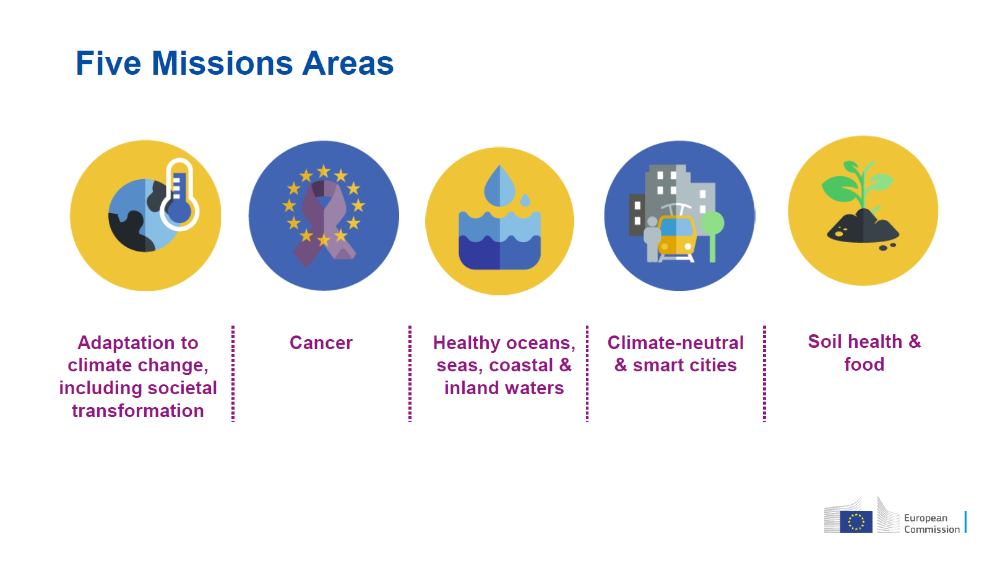 Five Missions Areas
Adaptation to
climate change,
including societal
transformation
Cancer
Healthy oceans,
seas, coastal &
inland waters
Climate-neutral
& smart cities
Soil health &
food
European
Commission